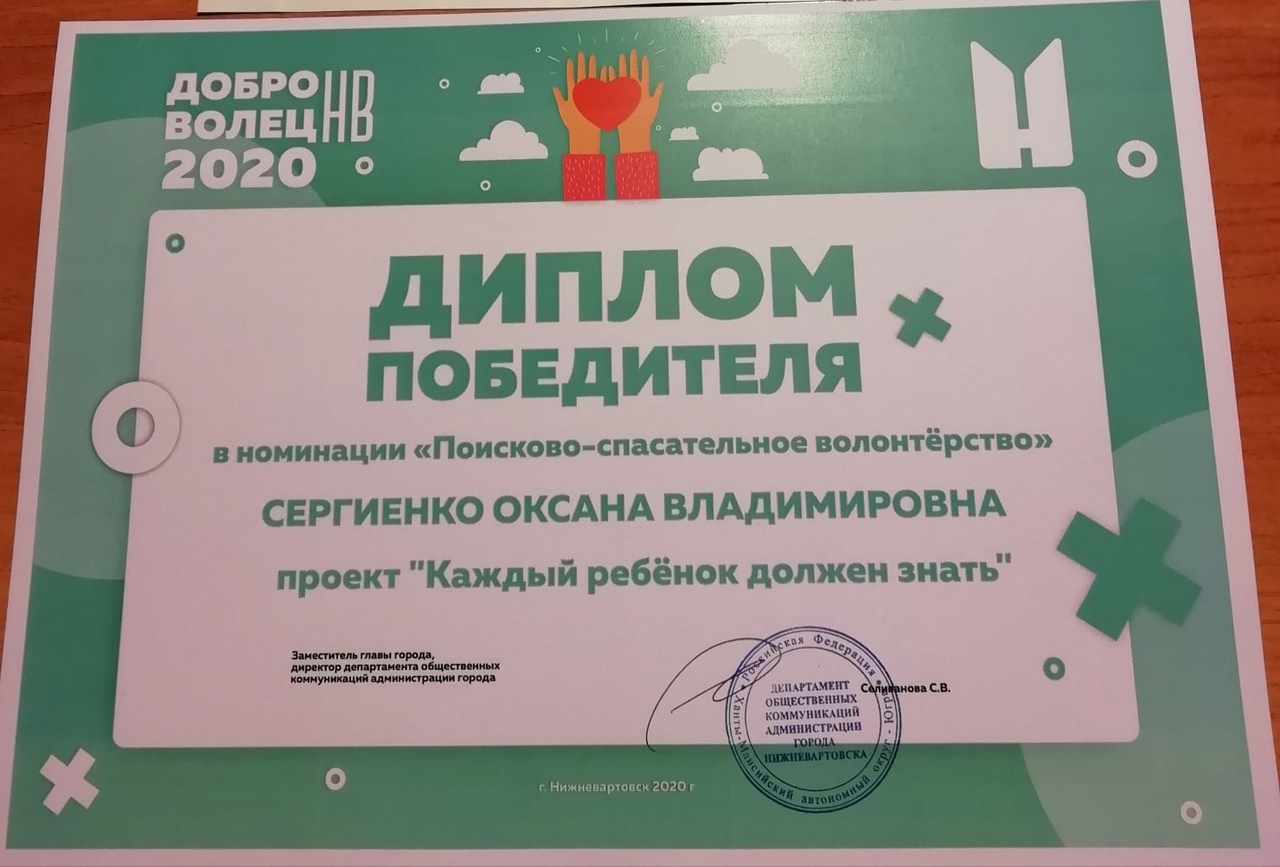 ДОБРО
ВОЛЕЦ НВ
2020
ДИПЛОМ
ПОБЕДИТЕЛЯ
в номинации «Поисково-спасательное волонтёрство»
СЕРГИЕНКО ОКСАНА ВЛАДИМИРОВНА
проект "Каждый ребёнок должен знать"
Заместитель главы города,
директор департамента общественных
коммуникаций администрации города
Селиванова С.В.
Российская Федерация
Ханты-Мансийский автономный округ - Югра
ДЕПАРТАМЕНТ
ОБЩЕСТВЕННЫХ
КОММУНИКАЦИЙ
АДМИНИСТРАЦИИ
ГОРОДА
НИЖНЕВАРТОВСКА
г. Нижневартовск 2020 г